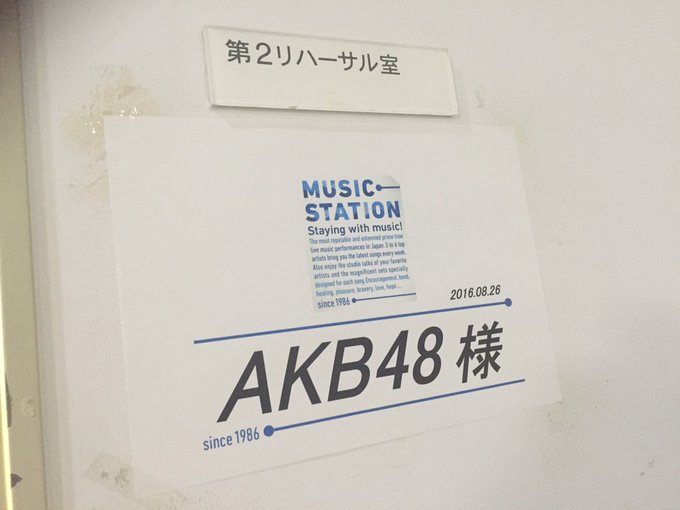 第2リハーサル室
MUSIC
STATION
Staying with music!
The most reputable and esteemed prime time
live music performances in Japan. 5 to 6 top
artists bring you the latest songs every week.
Also enjoy the studio talks of your favorite
artists and the magnificent sets specially
designed for each song. Encouragement, bond,
healing, pleasure, bravery, love, hope...
since 1986
2016.08.26
AKB48 様
since 1986